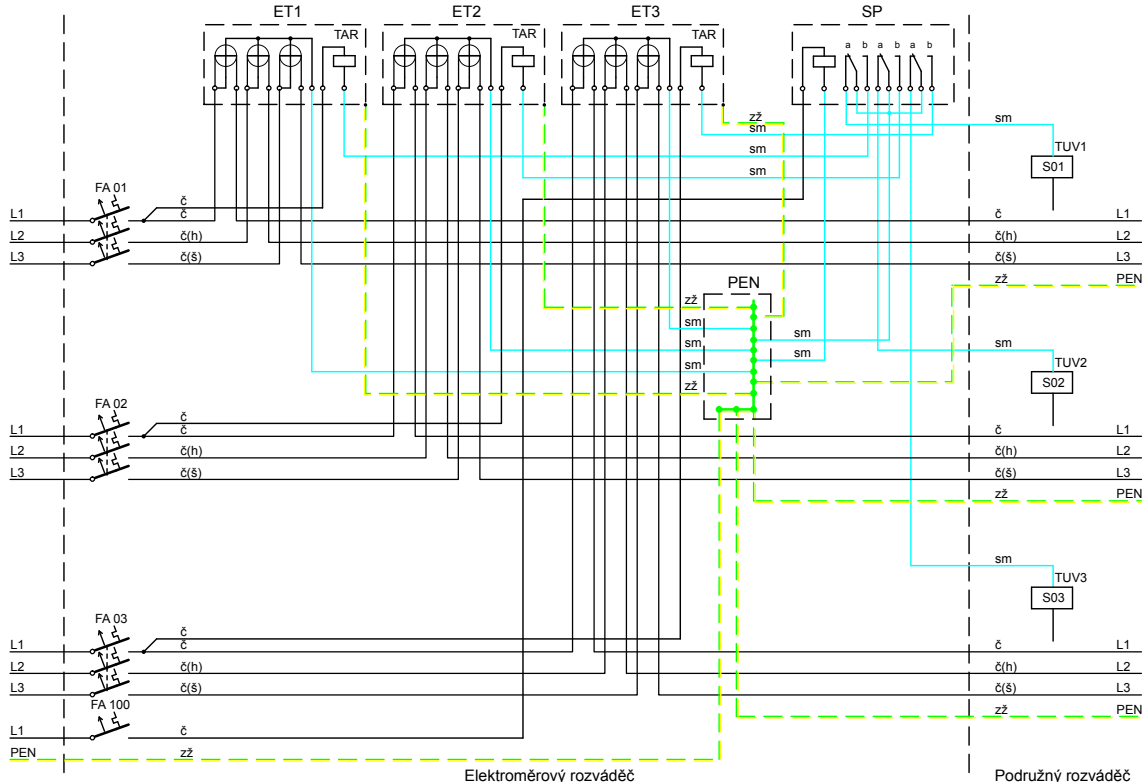 ET1 ET2 ET3 SP
TAR TAR TAR a b a b a b
zž
sm sm
sm TUV1
sm S01
FA 01
č
L1 č č L1
L2 č(h) č(h) L2
L3 č(š) č(š) L3
zž PEN
PEN
zž
sm sm
sm sm sm TUV2
sm S02
zž
FA 02
č
L1 č č L1
L2 č(h) č(h) L2
L3 č(š) č(š) L3
zž PEN
sm TUV3
S03
FA 03
č
L1 č č L1
L2 č(h) č(h) L2
L3 č(š) č(š) L3
FA 100
zž PEN
L1 č
PEN zž
Elektroměrový rozváděč Podružný rozváděč